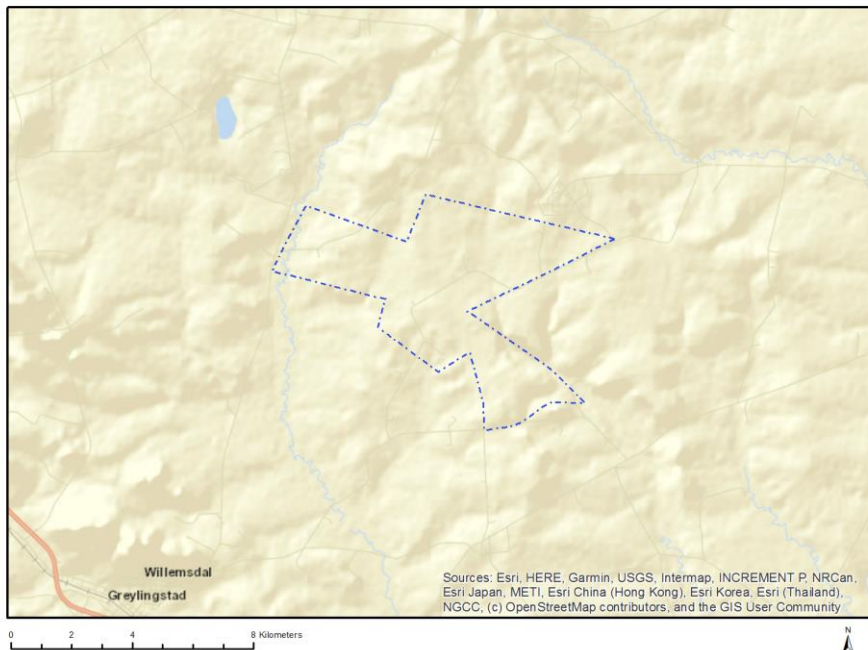 Willemsdal
Greylingstad
Sources: Esri, HERE, Garmin, USGS, Intermap, INCREMENT P, NRCan,
Esri Japan, METI, Esri China (Hong Kong), Esri Korea, Esri (Thailand),
NGCC, (c) OpenStreetMap contributors, and the GIS User Community
0 2 4 8 Kilometers
N